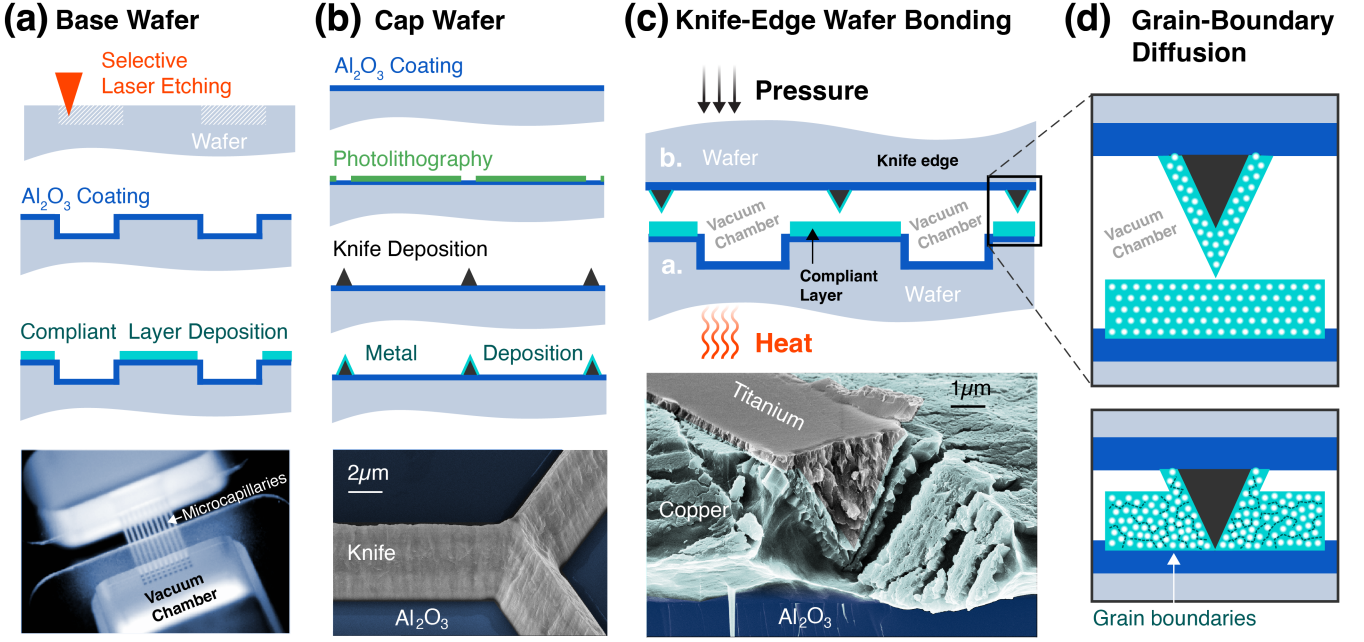 (a) Base Wafer
Selective
Laser Etching
Wafer
Al2O3 Coating
Compliant Layer Deposition
Microcapillaries
Vacuum
Chamber
(b) Cap Wafer
Al2O3 Coating
Photolithography
Knife Deposition
Metal Deposition
2μm
Knife
Al2O3
(c) Knife-Edge Wafer Bonding
Pressure
b. Wafer
Knife edge
Vacuum
Chamber
Vacuum
Chamber
a.
Compliant
Layer
Wafer
Heat
Titanium
1μm
Copper
Al2O3
(d) Grain-Boundary
Diffusion
Vacuum
Chamber
Grain boundaries